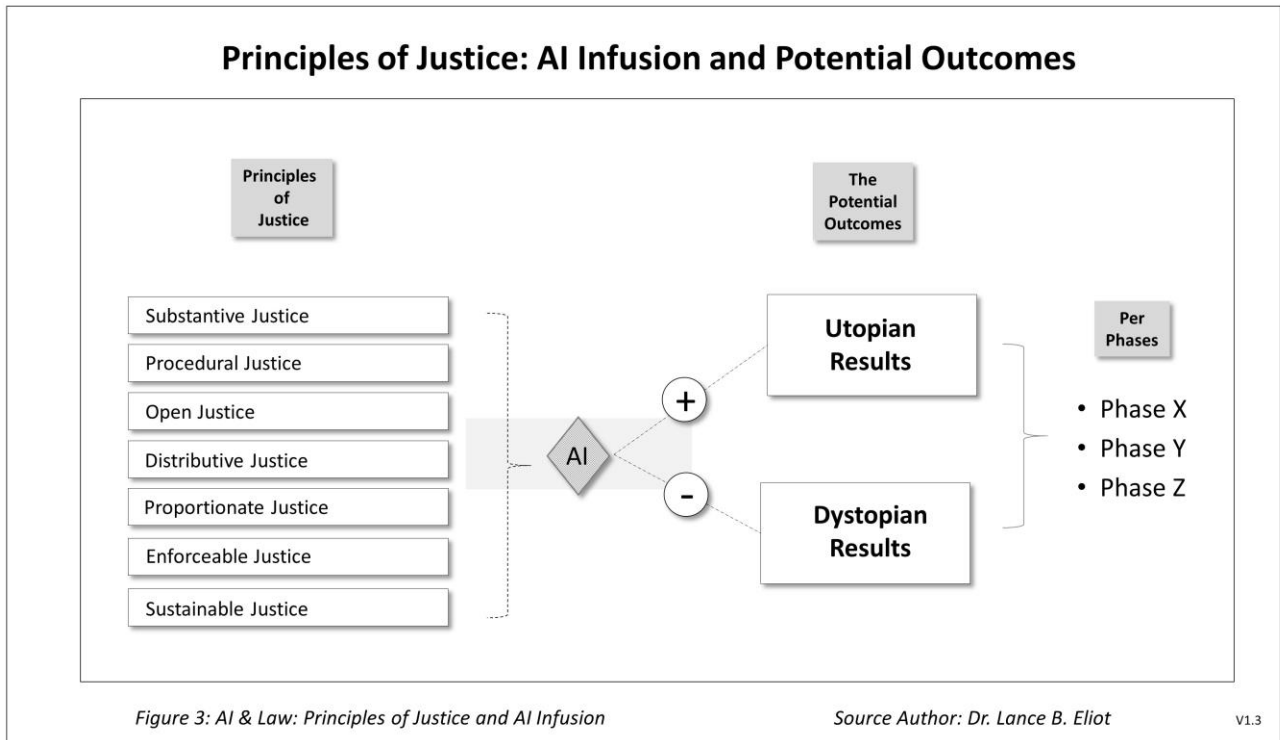 Principles of Justice: AI Infusion and Potential Outcomes
Principles
of
Justice
The
Potential
Outcomes
Substantive Justice
Procedural Justice
Open Justice
Distributive Justice
Proportionate Justice
Enforceable Justice
Sustainable Justice
AI
+
-
Utopian
Results
Dystopian
Results
Per
Phases
• Phase X
• Phase Y
• Phase Z
Figure 3: AI & Law: Principles of Justice and AI Infusion
Source Author: Dr. Lance B. Eliot
V1.3